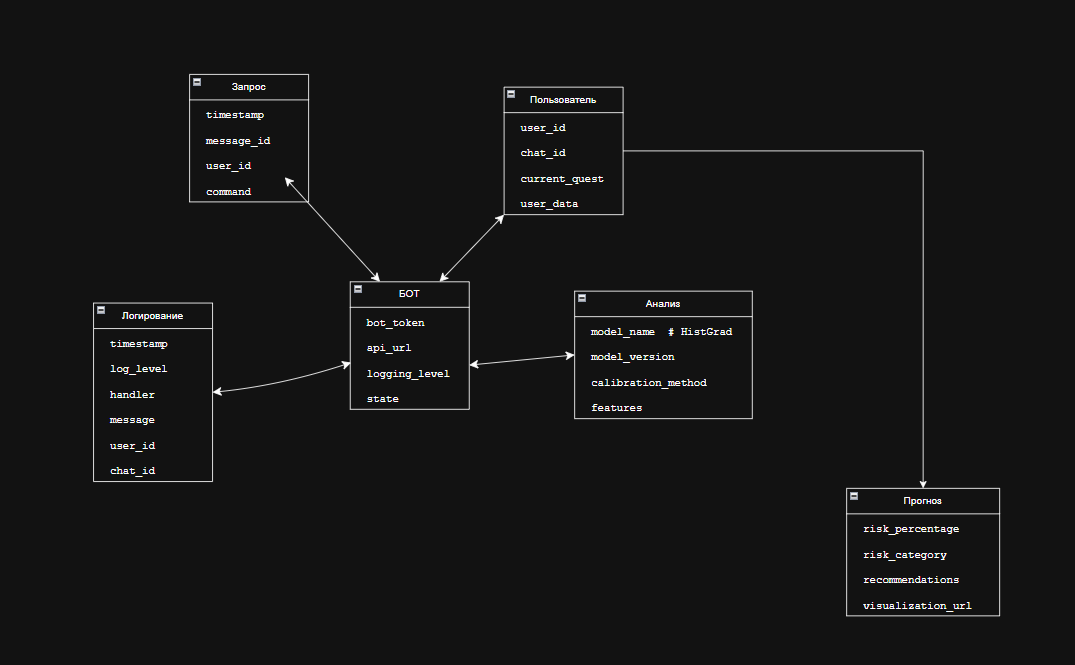 Запрос
timestamp
message_id
user_id
command
Пользователь
user_id
chat_id
current_quest
user_data
БОТ
bot_token
api_url
logging_level
state
Анализ
model_name  # HistGrad
model_version
calibration_method
features
Логирование
timestamp
log_level
handler
message
user_id
chat_id
Прогноз
risk_percentage
risk_category
recommendations
visualization_url